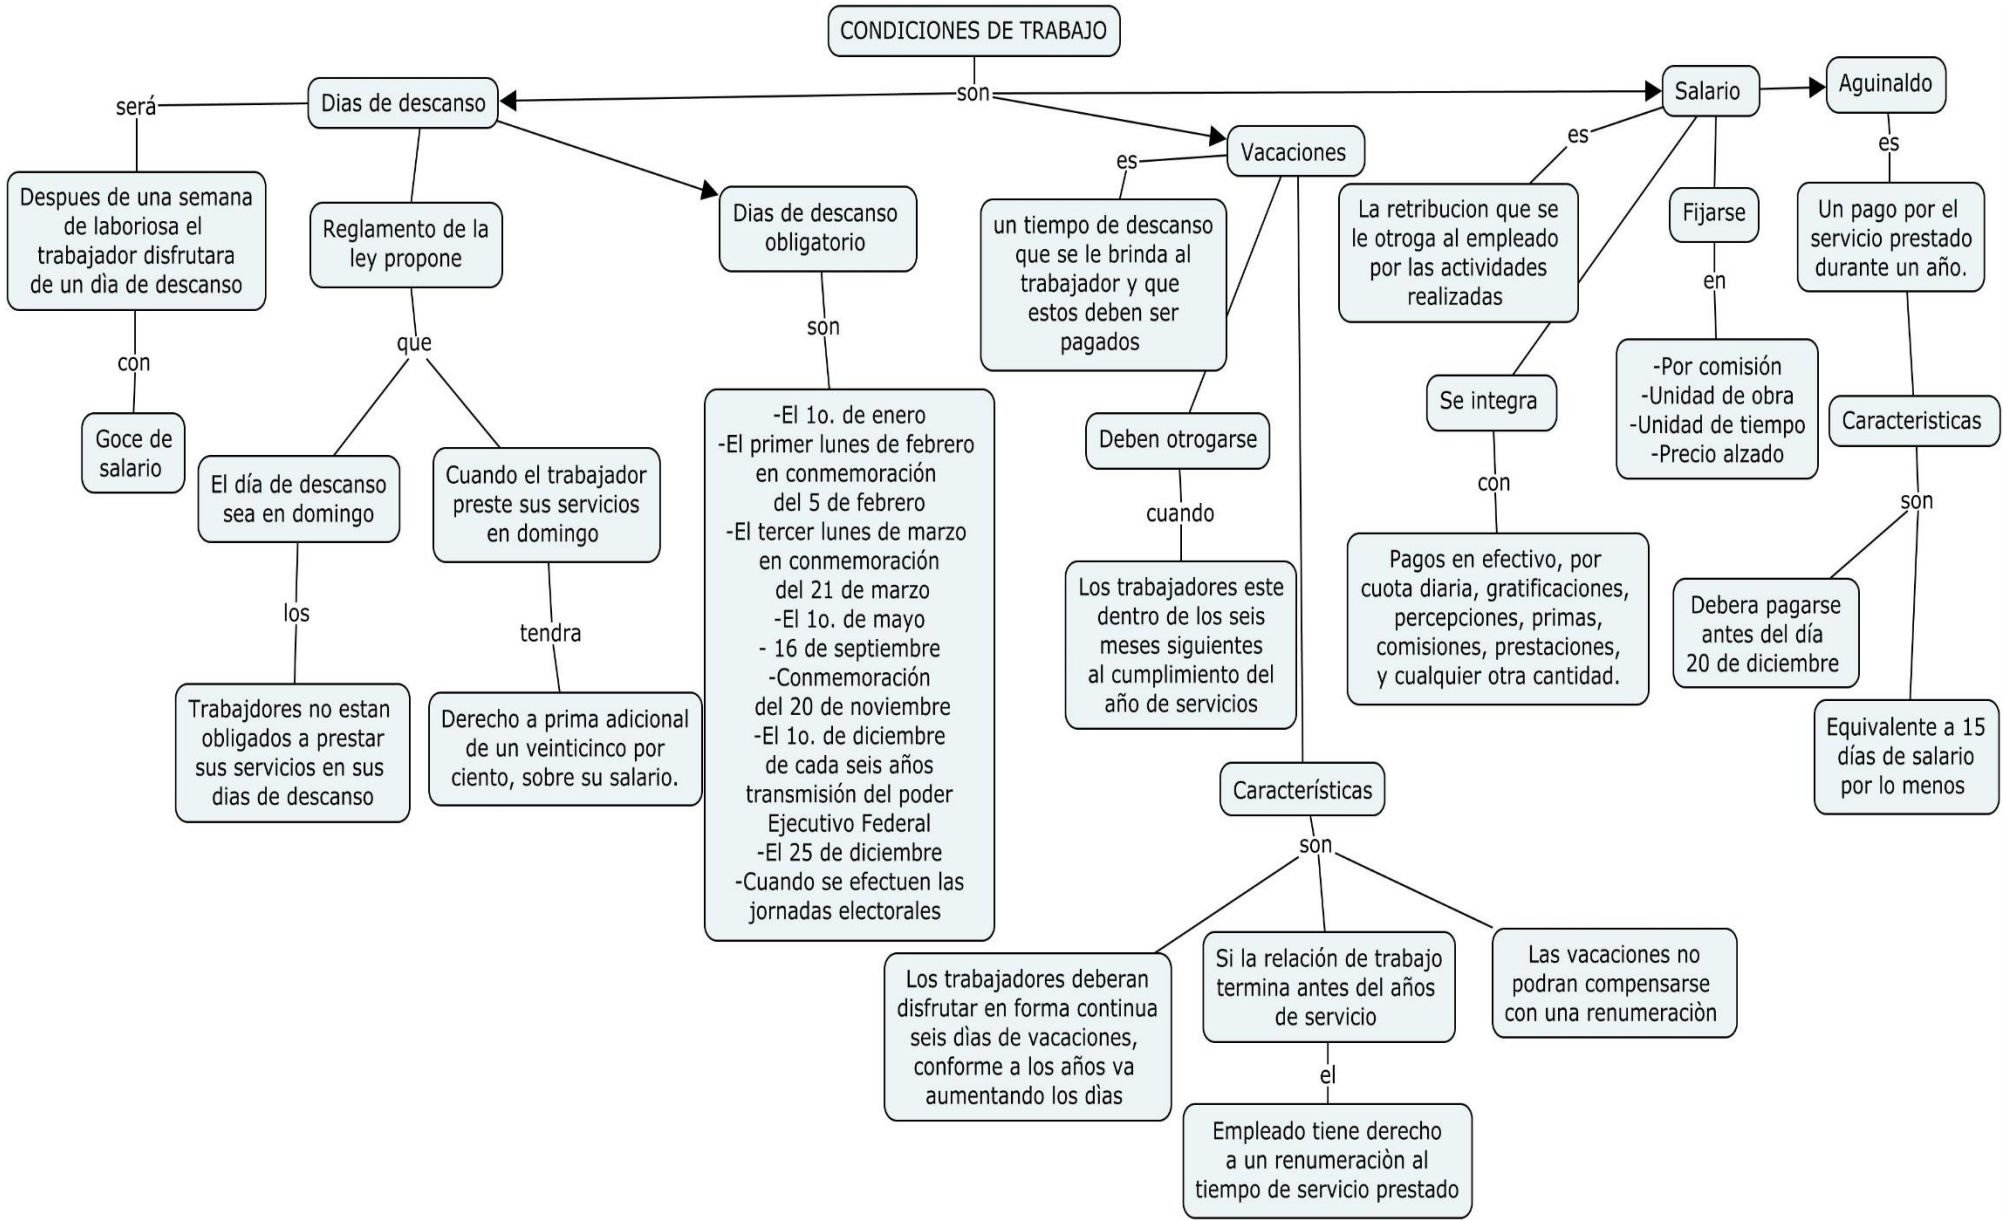 CONDICIONES DE TRABAJO
son
Dias de descanso
será
Despues de una semana
de laboriosa el
trabajador disfrutara
de un dìa de descanso
con
Goce de
salario
Reglamento de la
ley propone
que
El día de descanso
sea en domingo
los
Trabajdores no estan
obligados a prestar
sus servicios en sus
dias de descanso
Cuando el trabajador
preste sus servicios
en domingo
tendra
Derecho a prima adicional
de un veinticinco por
ciento, sobre su salario.
Dias de descanso
obligatorio
son
-El 1o. de enero
-El primer lunes de febrero
en conmemoración
del 5 de febrero
-El tercer lunes de marzo
en conmemoración
del 21 de marzo
-El 1o. de mayo
- 16 de septiembre
-Conmemoración
del 20 de noviembre
-El 1o. de diciembre
de cada seis años
transmisión del poder
Ejecutivo Federal
-El 25 de diciembre
-Cuando se efectuen las
jornadas electorales
Vacaciones
es
un tiempo de descanso
que se le brinda al
trabajador y que
estos deben ser
pagados
Deben otrogarse
cuando
Los trabajadores este
dentro de los seis
meses siguientes
al cumplimiento del
año de servicios
Características
son
Los trabajadores deberan
disfrutar en forma continua
seis dìas de vacaciones,
conforme a los años va
aumentando los dìas
Si la relación de trabajo
termina antes del años
de servicio
el
Empleado tiene derecho
a un renumeraciòn al
tiempo de servicio prestado
Las vacaciones no
podran compensarse
con una renumeraciòn
Salario
es
La retribucion que se
le otroga al empleado
por las actividades
realizadas
Se integra
con
Pagos en efectivo, por
cuota diaria, gratificaciones,
percepciones, primas,
comisiones, prestaciones,
y cualquier otra cantidad.
Fijarse
en
-Por comisión
-Unidad de obra
-Unidad de tiempo
-Precio alzado
Aguinaldo
es
Un pago por el
servicio prestado
durante un año.
Caracteristicas
son
Debera pagarse
antes del día
20 de diciembre
Equivalente a 15
días de salario
por lo menos